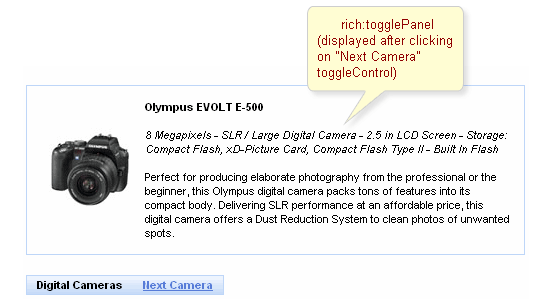 rich:togglePanel
(displayed after clicking
on "Next Camera"
toggleControl)
Olympus EVOLT E-500
8 Megapixels - SLR / Large Digital Camera - 2.5 in LCD Screen - Storage:
Compact Flash, xD-Picture Card, Compact Flash Type II - Built In Flash
Perfect for producing elaborate photography from the professional or the
beginner, this Olympus digital camera packs tons of features into its
compact body. Delivering SLR performance at an affordable price, this
digital camera offers a Dust Reduction System to clean photos of unwanted
spots.
Digital Cameras Next Camera